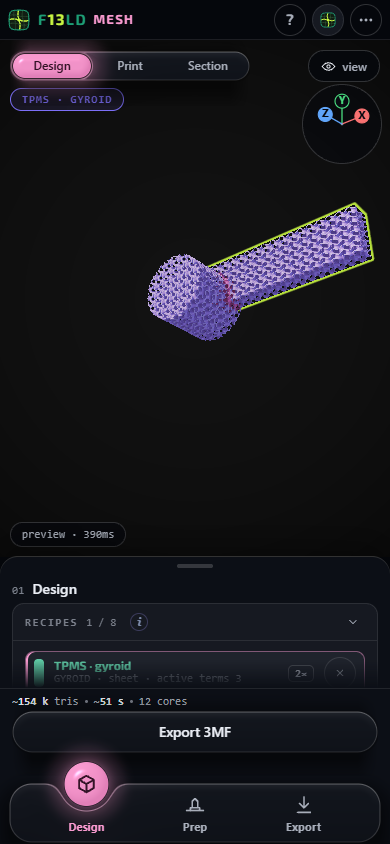 F13LD MESH
?
Design Print Section
view
TPMS · GYROID
Y
Z X
preview · 390ms
01 Design
RECIPES 1 / 8 i
TPMS · gyroid
GYROID · sheet · active terms 3
2×
~154 k tris • ~51 s • 12 cores
Export 3MF
Design Prep Export